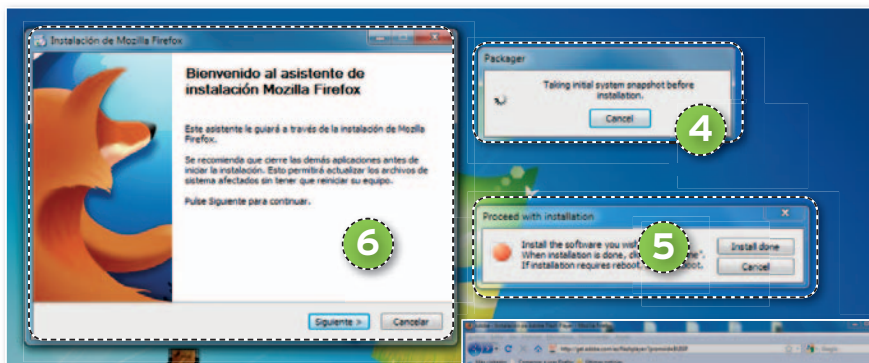 Instalación de Mozilla Firefox
Bienvenido al asistente de
instalación Mozilla Firefox
Este asistente le guiará a través de la instalación de Mozilla
Firefox.
Se recomienda que cierre las demás aplicaciones antes de
iniciar la instalación. Esto permitirá actualizar los archivos de
sistema afectados sin tener que reiniciar su equipo.
Pulse Siguiente para continuar.
6
Siguiente >
Cancelar
Packager
Taking initial system snapshot before
installation.
Cancel
4
Proceed with installation
Install the software you
When installation is done,
If installation requires reboot,
5
Install done
Cancel